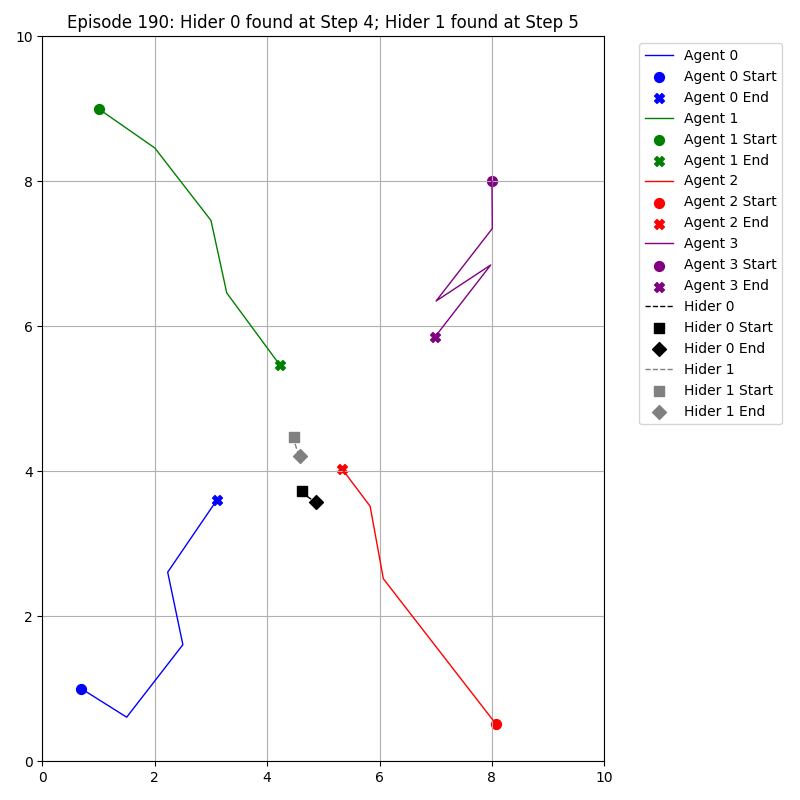 Episode 190: Hider 0 found at Step 4; Hider 1 found at Step 5
10
8
6
4
2
0
0 2 4 6 8 10
Agent 0
Agent 0 Start
Agent 0 End
Agent 1
Agent 1 Start
Agent 1 End
Agent 2
Agent 2 Start
Agent 2 End
Agent 3
Agent 3 Start
Agent 3 End
Hider 0
Hider 0 Start
Hider 0 End
Hider 1
Hider 1 Start
Hider 1 End